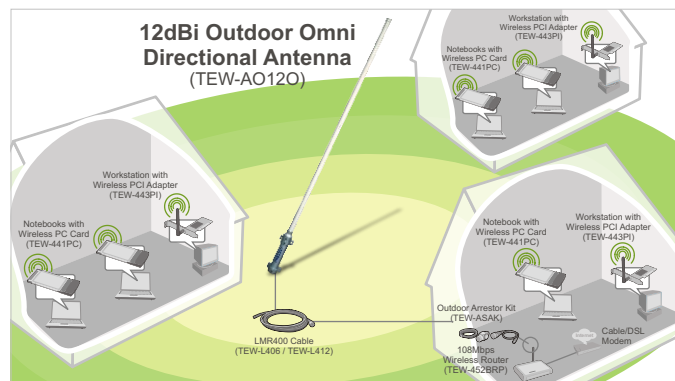 12dBi Outdoor Omni
Directional Antenna
(TEW-AO12O)
Workstation with
Wireless PCI Adapter
(TEW-443PI)
Notebooks with
Wireless PC Card
(TEW-441PC)
Workstation with
Wireless PCI Adapter
(TEW-443PI)
Notebooks with
Wireless PC Card
(TEW-441PC)
Notebook with
Wireless PC Card
(TEW-441PC)
Workstation with
Wireless PCI Adapter
(TEW-443PI)
Outdoor Arrestor Kit
(TEW-ASAK)
LMR400 Cable
(TEW-L406 / TEW-L412)
108Mbps
Wireless Router
(TEW-452BRP)
Cable/DSL
Modem